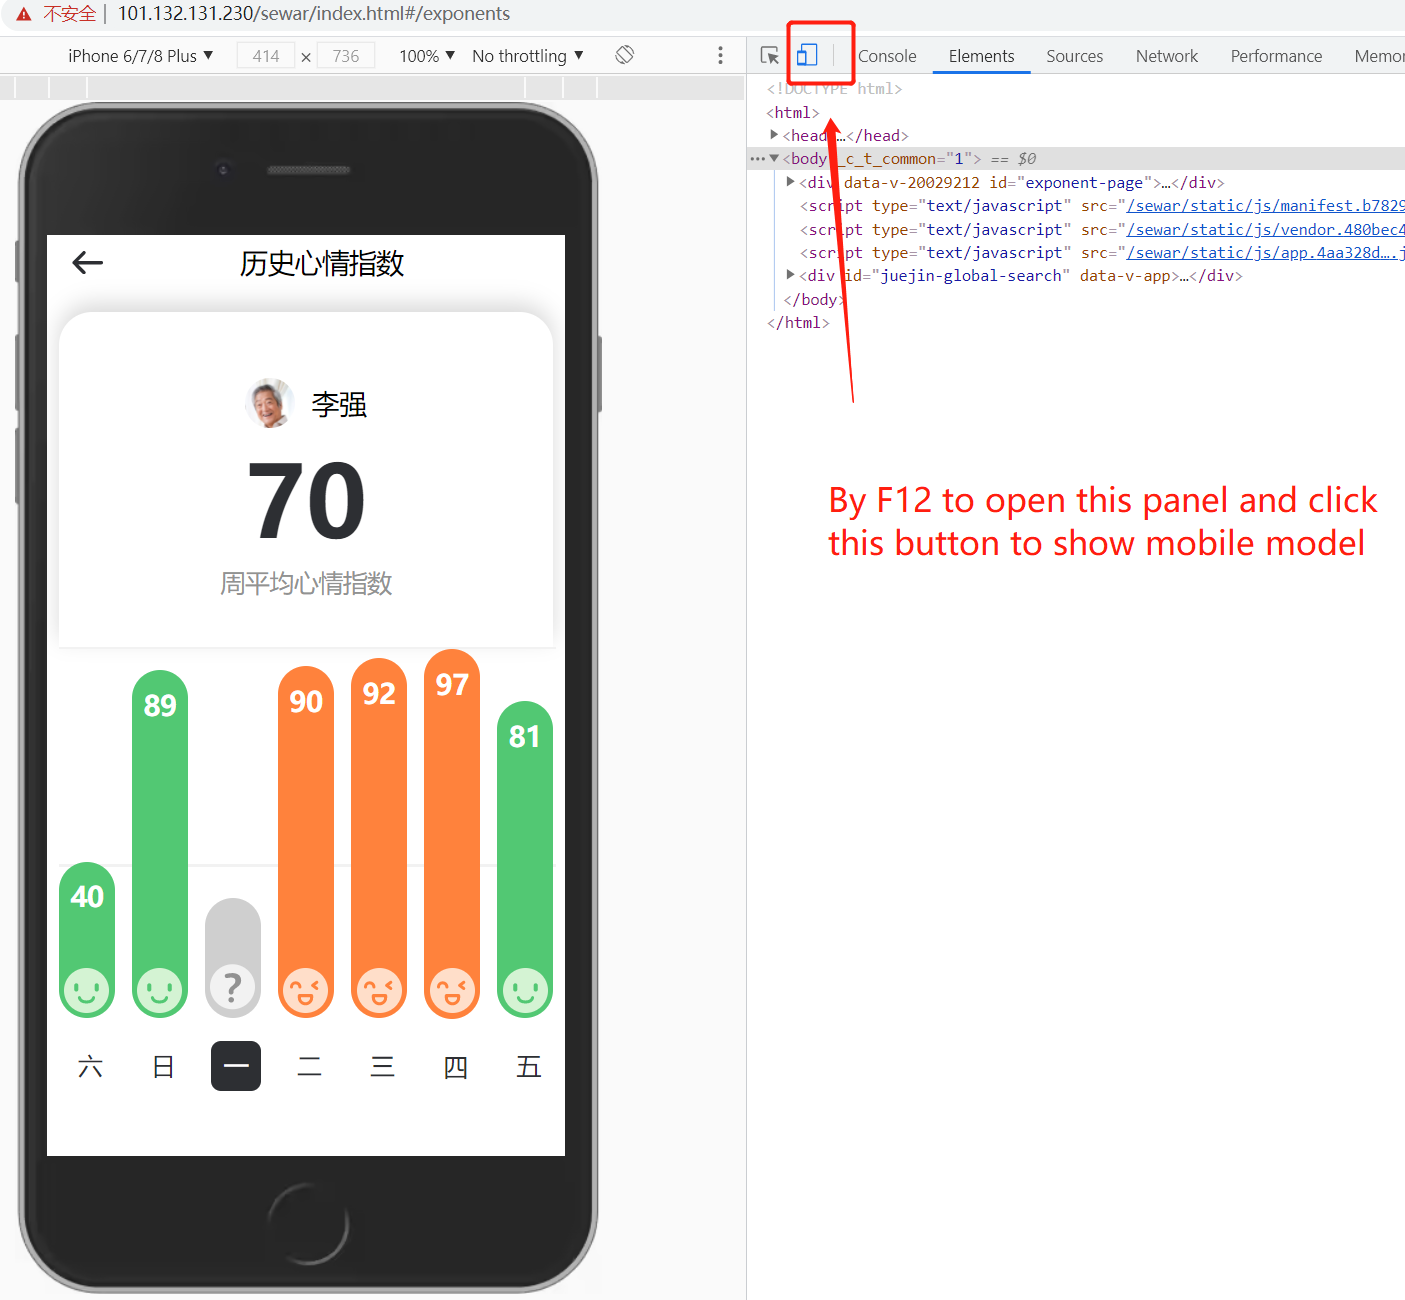 不安全 | 101.132.131.230/sewar/index.html#/exponents
iPhone 6/7/8 Plus ▼ 414 × 736 100% ▼ No throttling ▼
Console Elements Sources Network Performance Memor
<!DOCTYPE html>
<html>
▶<head>…</head>
•••▼<body _c_t_common="1"> == $0
▶<div data-v-20029212 id="exponent-page">…</div>
<script type="text/javascript" src="/sewar/static/js/manifest.b7829
<script type="text/javascript" src="/sewar/static/js/vendor.480bec4
<script type="text/javascript" src="/sewar/static/js/app.4aa328d….j
▶<div id="juejin-global-search" data-v-app>…</div>
</body>
</html>
历史心情指数
李强
70
周平均心情指数
40 89 ? 90 92 97 81
六 日 一 二 三 四 五
By F12 to open this panel and click
this button to show mobile model